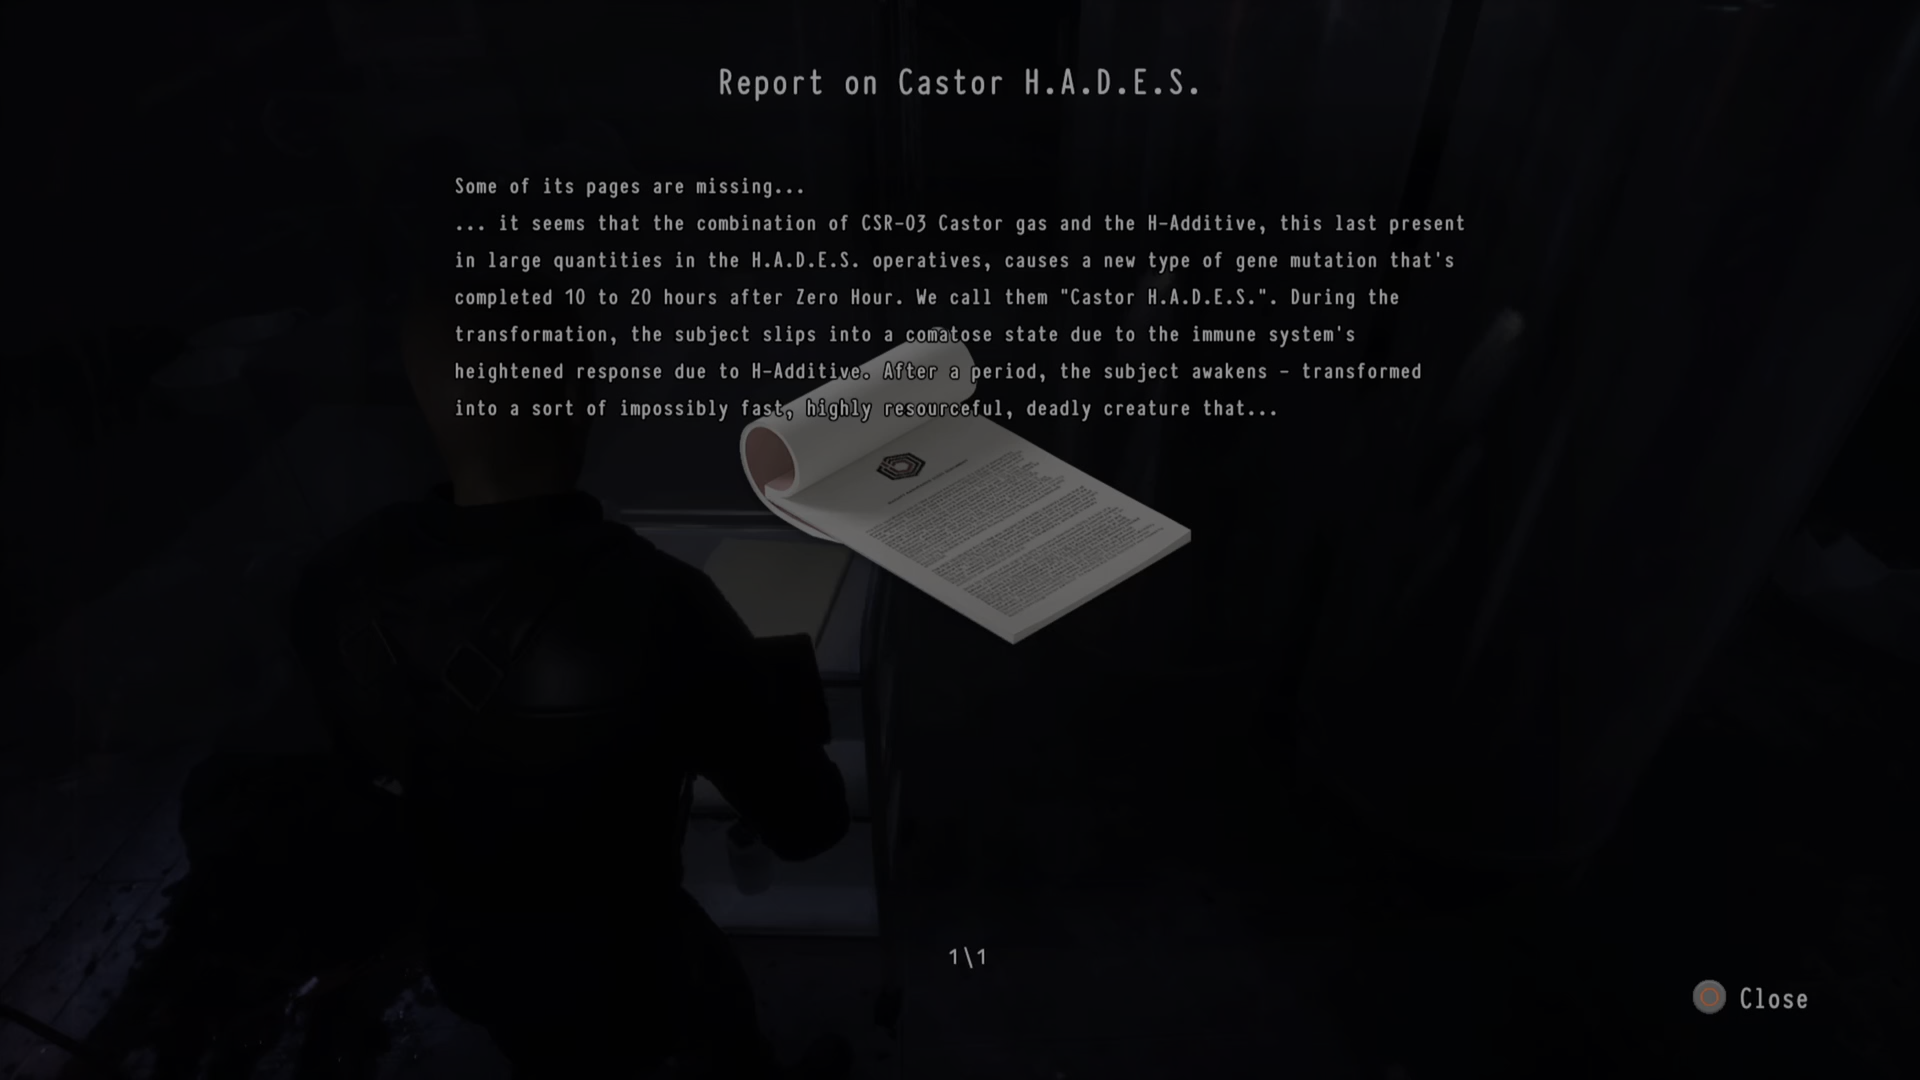 Report on Castor H.A.D.E.S.
Some of its pages are missing...
... it seems that the combination of CSR-03 Castor gas and the H-Additive, this last present
in large quantities in the H.A.D.E.S. operatives, causes a new type of gene mutation that's
completed 10 to 20 hours after Zero Hour. We call them "Castor H.A.D.E.S.". During the
transformation, the subject slips into a comatose state due to the immune system's
heightened response due to H-Additive. After a period, the subject awakens - transformed
into a sort of impossibly fast, highly resourceful, deadly creature that...
1\1
Close